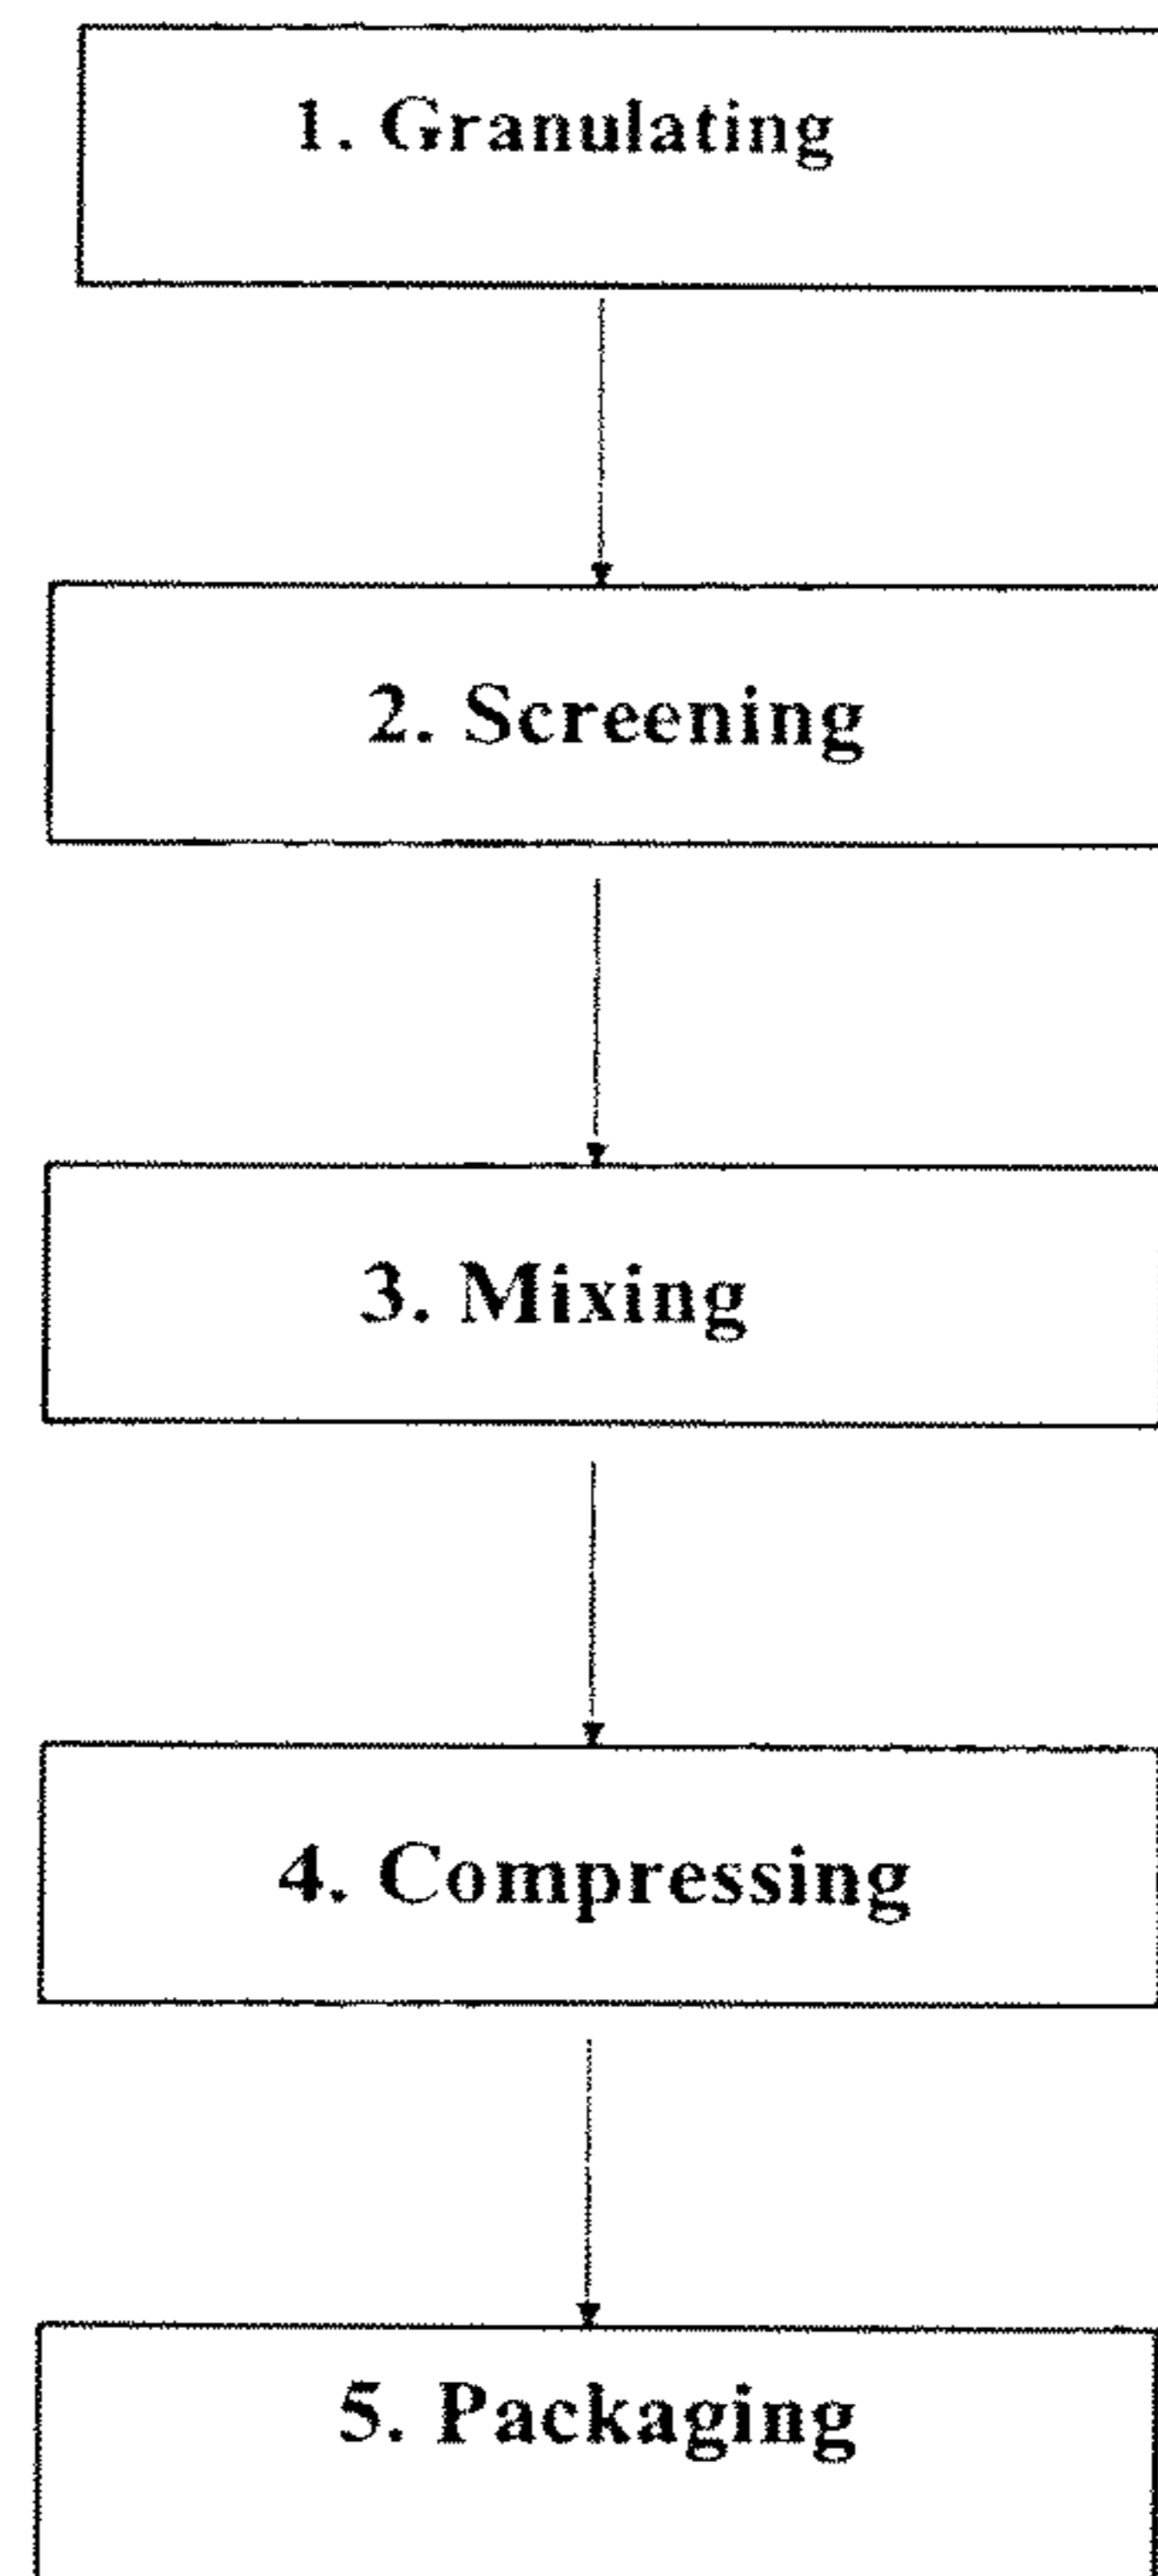 1. Granulating
2. Screening
3. Mixing
4. Compressing
5. Packaging